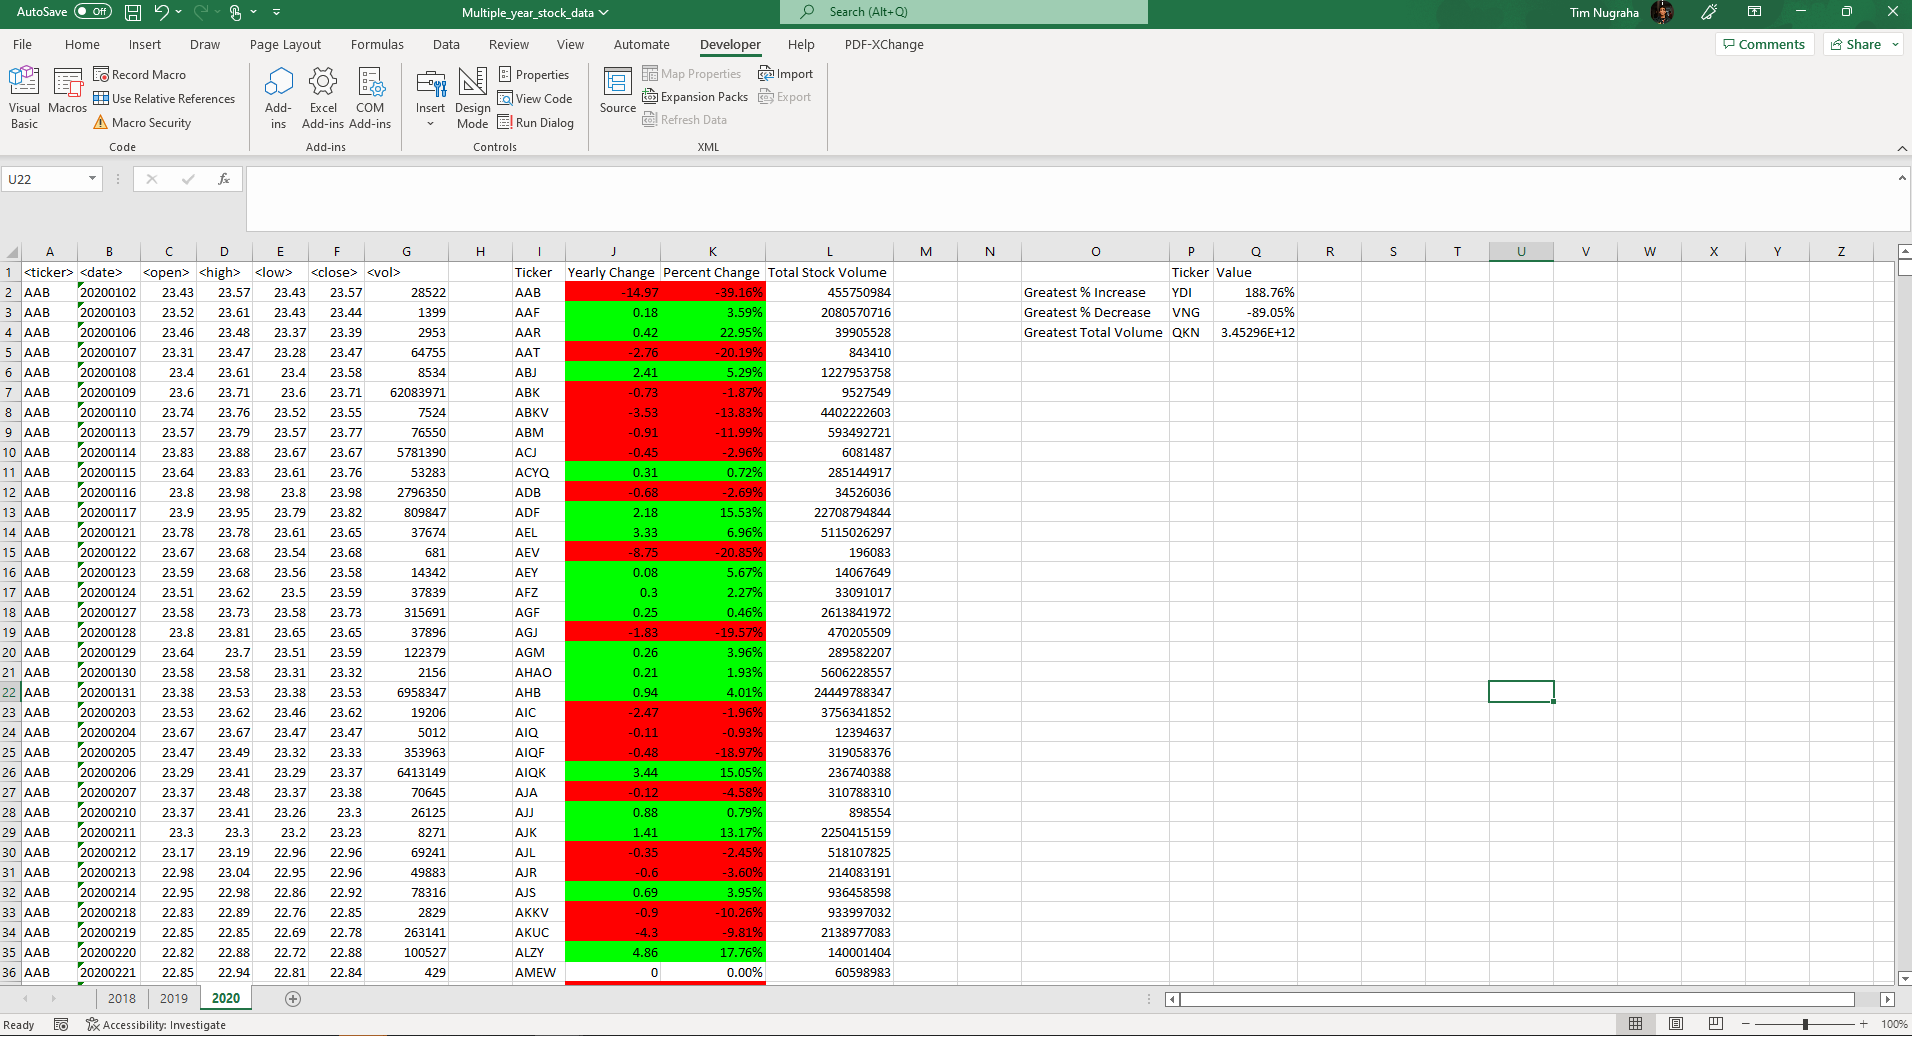 AutoSave Off Multiple_year_stock_data Search (Alt+Q) Tim Nugraha
File Home Insert Draw Page Layout Formulas Data Review View Automate Developer Help PDF-XChange Comments Share
Visual Basic Macros Record Macro Use Relative References Macro Security
Add-ins Excel Add-ins COM Add-ins
Insert Design Mode Properties View Code Run Dialog
Source Map Properties Expansion Packs Refresh Data Import Export
Code Add-ins Controls XML
U22 fx
A B C D E F G H I J K L M N O P Q R S T U V W X Y Z
1 <ticker> <date> <open> <high> <low> <close> <vol> Ticker Yearly Change Percent Change Total Stock Volume Ticker Value
2 AAB 20200102 23.43 23.57 23.43 23.57 28522 AAB -14.97 -39.16% 455750984 Greatest % Increase YDI 188.76%
3 AAB 20200103 23.52 23.61 23.43 23.44 1399 AAF 0.18 3.59% 2080570716 Greatest % Decrease VNG -89.05%
4 AAB 20200106 23.46 23.48 23.37 23.39 2953 AAR 0.42 22.95% 39905528 Greatest Total Volume QKN 3.45296E+12
5 AAB 20200107 23.31 23.47 23.28 23.47 64755 AAT -2.76 -20.19% 843410
6 AAB 20200108 23.4 23.61 23.4 23.58 8534 ABJ 2.41 5.29% 1227953758
7 AAB 20200109 23.6 23.71 23.6 23.71 62083971 ABK -0.73 -1.87% 9527549
8 AAB 20200110 23.74 23.76 23.52 23.55 7524 ABKV -3.53 -13.83% 4402222603
9 AAB 20200113 23.57 23.79 23.57 23.77 76550 ABM -0.91 -11.99% 593492721
10 AAB 20200114 23.83 23.88 23.67 23.67 5781390 ACJ -0.45 -2.96% 6081487
11 AAB 20200115 23.64 23.83 23.61 23.76 53283 ACYQ 0.31 0.72% 285144917
12 AAB 20200116 23.8 23.98 23.8 23.98 2796350 ADB -0.68 -2.69% 34526036
13 AAB 20200117 23.9 23.95 23.79 23.82 809847 ADF 2.18 15.53% 22708794844
14 AAB 20200121 23.78 23.78 23.61 23.65 37674 AEL 3.33 6.96% 5115026297
15 AAB 20200122 23.67 23.68 23.54 23.68 681 AEV -8.75 -20.85% 196083
16 AAB 20200123 23.59 23.68 23.56 23.58 14342 AEY 0.08 5.67% 14067649
17 AAB 20200124 23.51 23.62 23.5 23.59 37839 AFZ 0.3 2.27% 33091017
18 AAB 20200127 23.58 23.73 23.58 23.73 315691 AGF 0.25 0.46% 2613841972
19 AAB 20200128 23.8 23.81 23.65 23.65 37896 AGJ -1.83 -19.57% 470205509
20 AAB 20200129 23.64 23.7 23.51 23.59 122379 AGM 0.26 3.96% 289582207
21 AAB 20200130 23.58 23.58 23.31 23.32 2156 AHAO 0.21 1.93% 5606228557
22 AAB 20200131 23.38 23.53 23.38 23.53 6958347 AHB 0.94 4.01% 24449788347
23 AAB 20200203 23.53 23.62 23.46 23.62 19206 AIC -2.47 -1.96% 3756341852
24 AAB 20200204 23.67 23.67 23.47 23.47 5012 AIQ -0.11 -0.93% 12394637
25 AAB 20200205 23.47 23.49 23.32 23.33 353963 AIQF -0.48 -18.97% 319058376
26 AAB 20200206 23.29 23.41 23.29 23.37 6413149 AIQK 3.44 15.05% 236740388
27 AAB 20200207 23.37 23.48 23.37 23.38 70645 AJA -0.12 -4.58% 310788310
28 AAB 20200210 23.37 23.41 23.26 23.3 26125 AJJ 0.88 0.79% 898554
29 AAB 20200211 23.3 23.3 23.2 23.23 8271 AJK 1.41 13.17% 2250415159
30 AAB 20200212 23.17 23.19 22.96 22.96 69241 AJL -0.35 -2.45% 518107825
31 AAB 20200213 22.98 23.04 22.95 22.96 49883 AJR -0.6 -3.60% 214083191
32 AAB 20200214 22.95 22.98 22.86 22.92 78316 AJS 0.69 3.95% 936458598
33 AAB 20200218 22.83 22.89 22.76 22.85 2829 AKKV -0.9 -10.26% 933997032
34 AAB 20200219 22.85 22.85 22.69 22.78 263141 AKUC -4.3 -9.81% 2138977083
35 AAB 20200220 22.82 22.88 22.72 22.88 100527 ALZY 4.86 17.76% 140001404
36 AAB 20200221 22.85 22.94 22.81 22.84 429 AMEW 0 0.00% 60598983
2018 2019 2020
Ready Accessibility: Investigate 100%